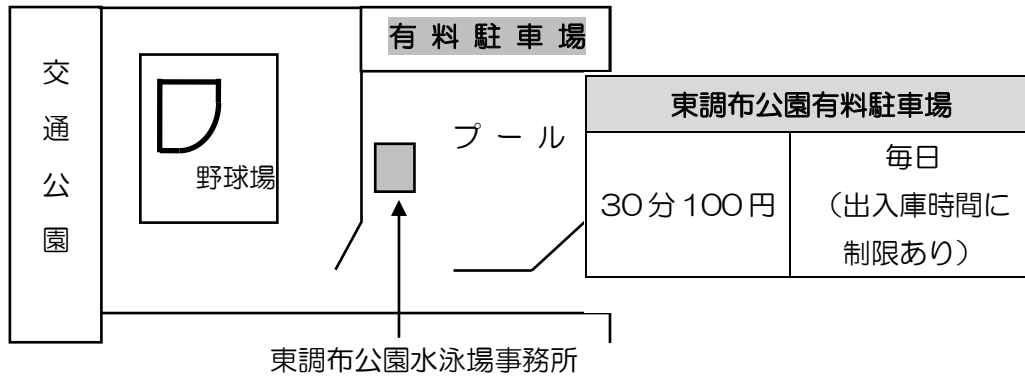 交通公園
野球場
有料駐車場
プール
東調布公園水泳場事務所
東調布公園有料駐車場
30分100円
毎日
（出入庫時間に
制限あり）